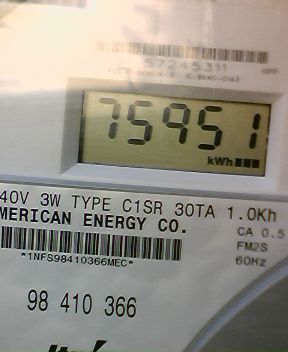 57245311
75951
kWh
40V 3W TYPE C1SR 30TA 1.0Kh
MERICAN ENERGY CO.
CA 0.5
FM2S
60Hz
*1NFS98410366MEC*
98 410 366